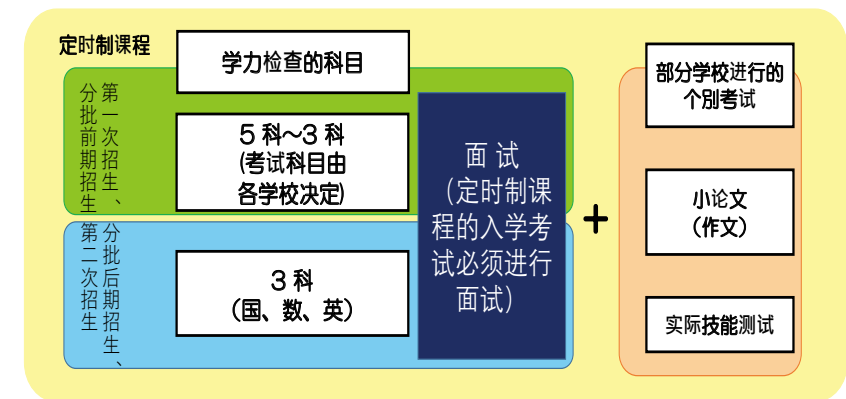 定时制课程
学力检查的科目
第一次招生、
分批前期招生
5 科～3 科
(考试科目由
各学校决定)
分批后期招生、
第二次招生
3 科
（国、数、英）
面 试
（定时制课
程的入学考
试必须进行
面试）
+
部分学校进行的
个別考试
小论文
（作文）
实际技能测试